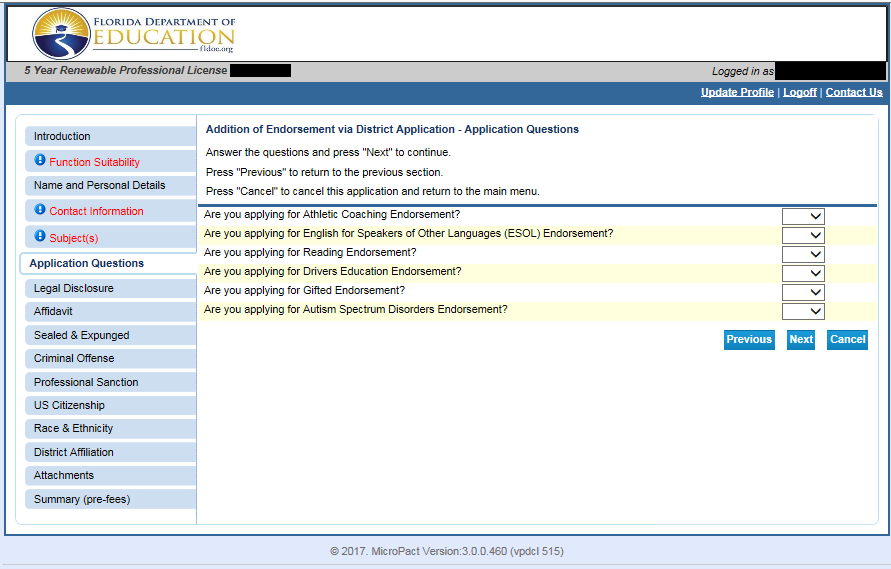 FLORIDA DEPARTMENT OF
EDUCATION
fldoe.org
5 Year Renewable Professional License
Logged in as
Update Profile | Logoff | Contact Us
Introduction
Function Suitability
Name and Personal Details
Contact Information
Subject(s)
Application Questions
Legal Disclosure
Affidavit
Sealed & Expunged
Criminal Offense
Professional Sanction
US Citizenship
Race & Ethnicity
District Affiliation
Attachments
Summary (pre-fees)
Addition of Endorsement via District Application - Application Questions
Answer the questions and press "Next" to continue.
Press "Previous" to return to the previous section.
Press "Cancel" to cancel this application and return to the main menu.
Are you applying for Athletic Coaching Endorsement?
Are you applying for English for Speakers of Other Languages (ESOL) Endorsement?
Are you applying for Reading Endorsement?
Are you applying for Drivers Education Endorsement?
Are you applying for Gifted Endorsement?
Are you applying for Autism Spectrum Disorders Endorsement?
Previous Next Cancel
© 2017. MicroPact Version:3.0.0.460 (vpdcl 515)